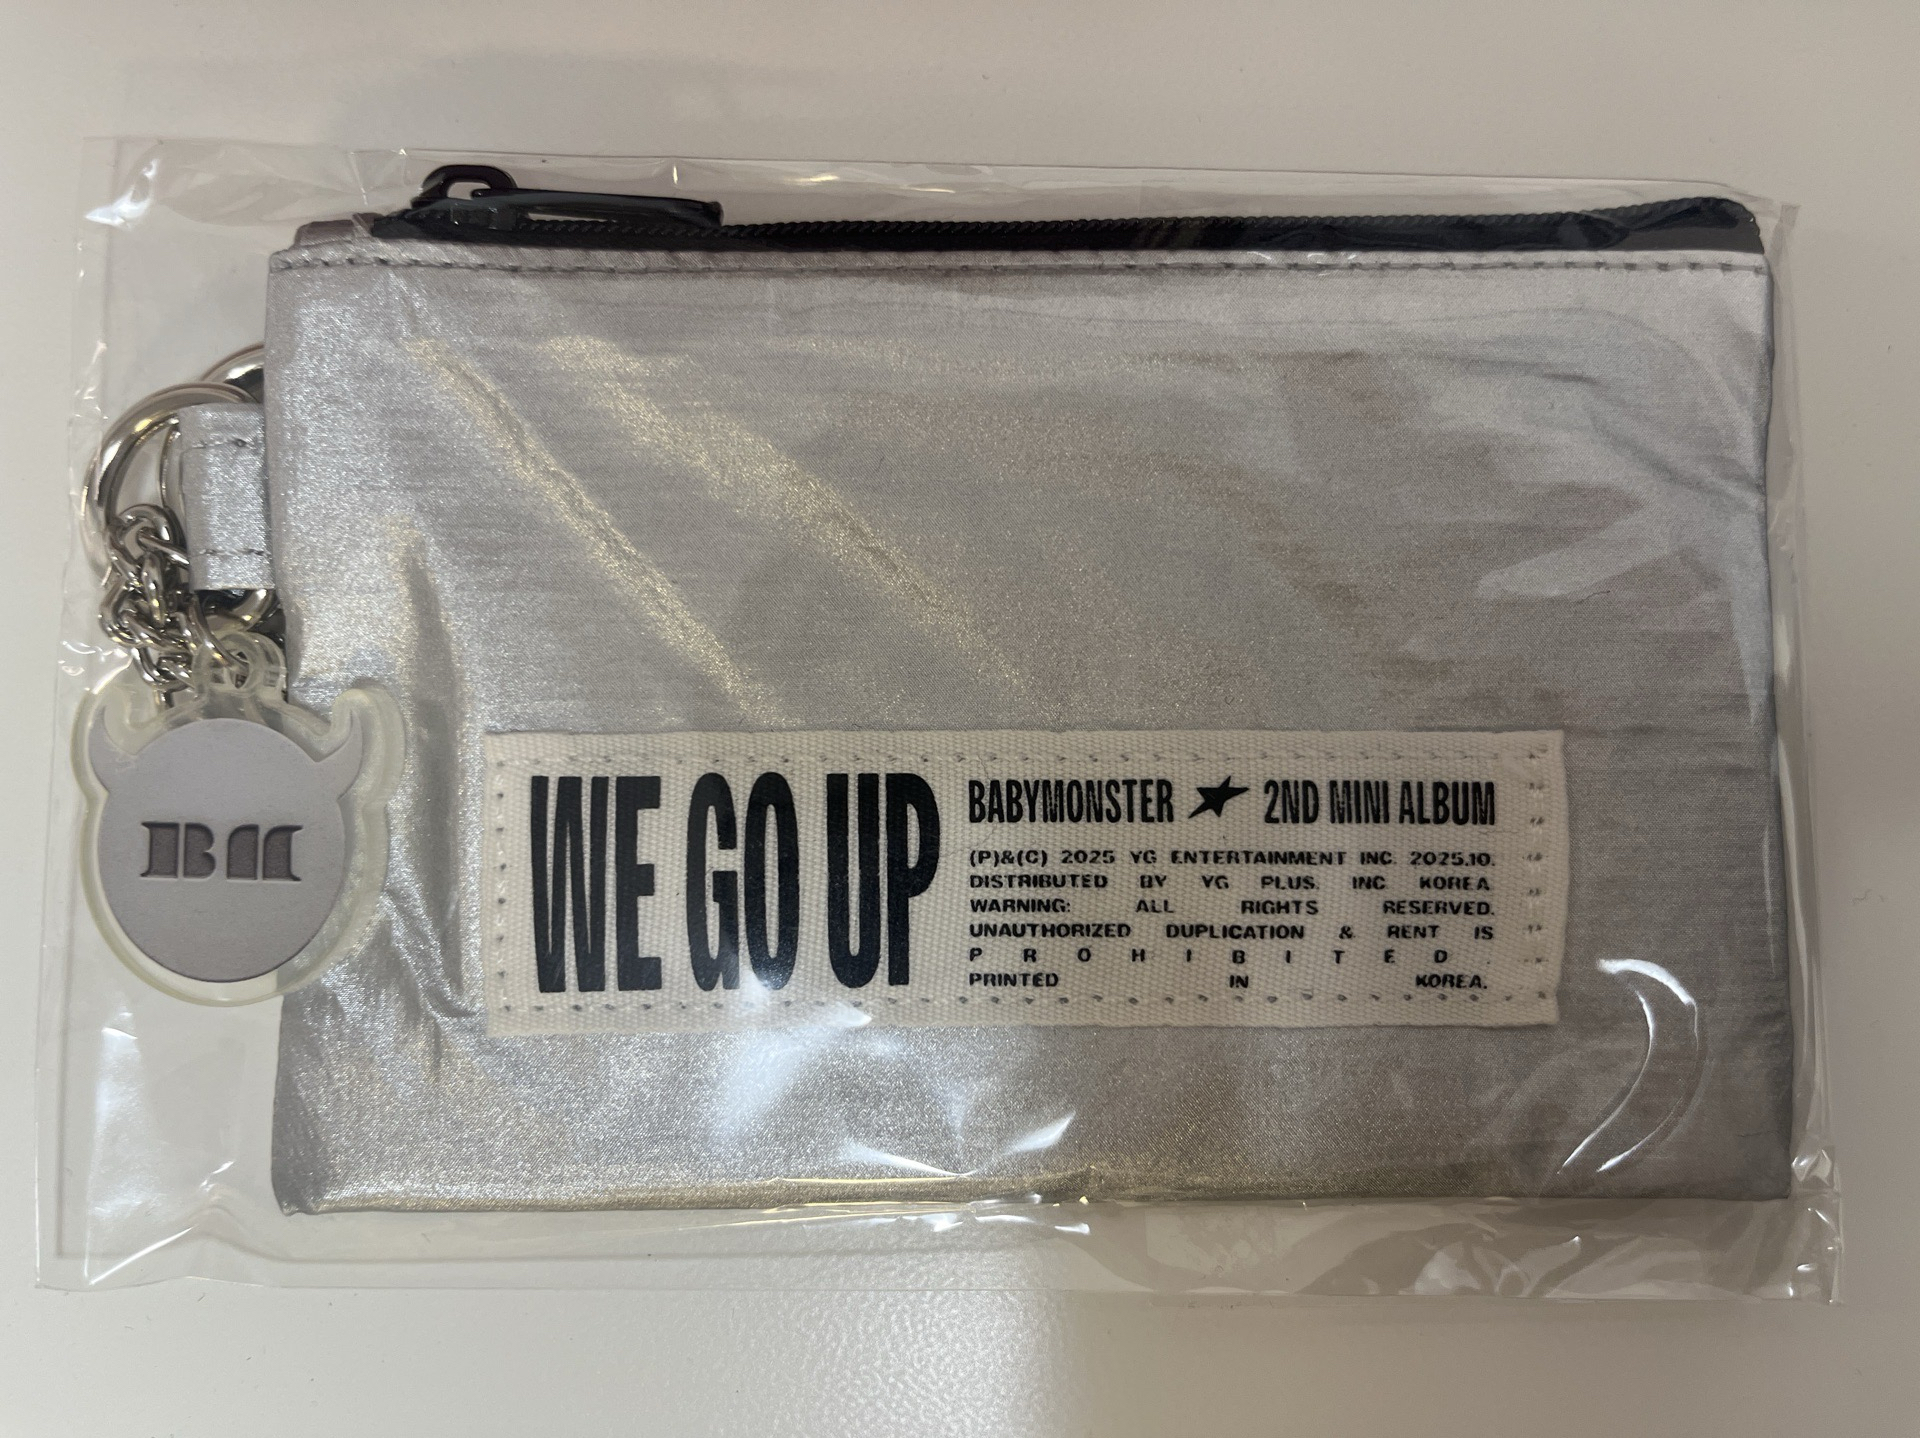 WE GO UP
BABYMONSTER ★ 2ND MINI ALBUM
(P)&(C) 2025 YG ENTERTAINMENT INC. 2025.10.
DISTRIBUTED BY YG PLUS. INC KOREA
WARNING: ALL RIGHTS RESERVED.
UNAUTHORIZED DUPLICATION & RENT IS
PROHIBITED.
PRINTED IN KOREA.
BM